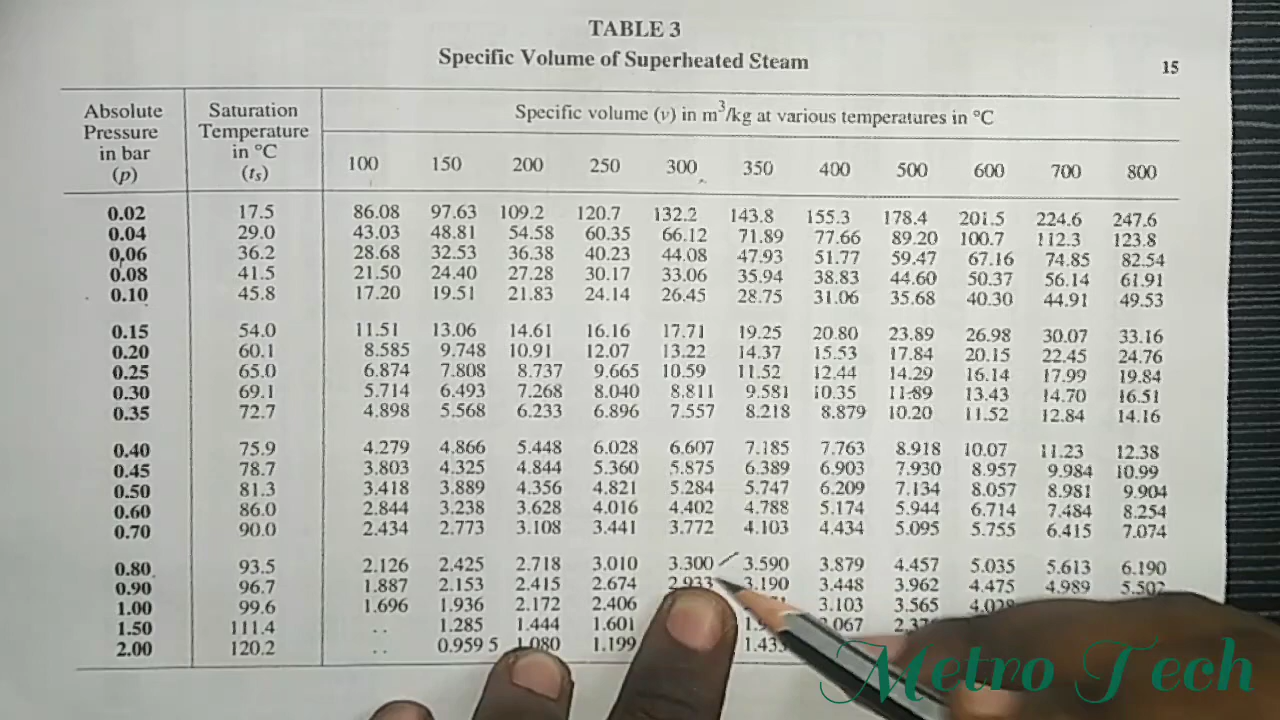 TABLE 3
Specific Volume of Superheated Steam
15
Absolute Pressure in bar (p)
Saturation Temperature in °C (ts)
Specific volume (v) in m³/kg at various temperatures in °C
100 150 200 250 300 350 400 500 600 700 800
0.02 17.5 86.08 97.63 109.2 120.7 132.2 143.8 155.3 178.4 201.5 224.6 247.6
0.04 29.0 43.03 48.81 54.58 60.35 66.12 71.89 77.66 89.20 100.7 112.3 123.8
0.06 36.2 28.68 32.53 36.38 40.23 44.08 47.93 51.77 59.47 67.16 74.85 82.54
0.08 41.5 21.50 24.40 27.28 30.17 33.06 35.94 38.83 44.60 50.37 56.14 61.91
0.10 45.8 17.20 19.51 21.83 24.14 26.45 28.75 31.06 35.68 40.30 44.91 49.53
0.15 54.0 11.51 13.06 14.61 16.16 17.71 19.25 20.80 23.89 26.98 30.07 33.16
0.20 60.1 8.585 9.748 10.91 12.07 13.22 14.37 15.53 17.84 20.15 22.45 24.76
0.25 65.0 6.874 7.808 8.737 9.665 10.59 11.52 12.44 14.29 16.14 17.99 19.84
0.30 69.1 5.714 6.493 7.268 8.040 8.811 9.581 10.35 11.89 13.43 14.70 16.51
0.35 72.7 4.898 5.568 6.233 6.896 7.557 8.218 8.879 10.20 11.52 12.84 14.16
0.40 75.9 4.279 4.866 5.448 6.028 6.607 7.185 7.763 8.918 10.07 11.23 12.38
0.45 78.7 3.803 4.325 4.844 5.360 5.875 6.389 6.903 7.930 8.957 9.984 10.99
0.50 81.3 3.418 3.889 4.356 4.821 5.284 5.747 6.209 7.134 8.057 8.981 9.904
0.60 86.0 2.844 3.238 3.628 4.016 4.402 4.788 5.174 5.944 6.714 7.484 8.254
0.70 90.0 2.434 2.773 3.108 3.441 3.772 4.103 4.434 5.095 5.755 6.415 7.074
0.80 93.5 2.126 2.425 2.718 3.010 3.300 3.590 3.879 4.457 5.035 5.613 6.190
0.90 96.7 1.887 2.153 2.415 2.674 2.933 3.190 3.448 3.962 4.475 4.989 5.502
1.00 99.6 1.696 1.936 2.172 2.406 3.103 3.565
1.50 111.4 .. 1.285 1.444 1.601
2.00 120.2 .. 0.959 5 1.080 1.199
Metro Tech